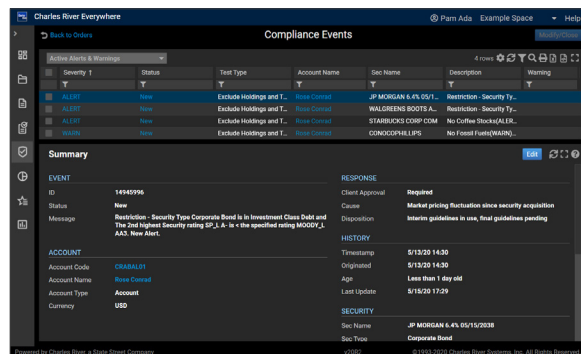 Charles River Everywhere
Pam Ada Example Space Help
Back to Orders
Compliance Events
Modify/Close
Active Alerts & Warnings
4 rows
Severity ↑ Status Test Type Account Name Sec Name Description Warning
ALERT New Exclude Holdings and T... Rose Conrad JP MORGAN 6.4% 05/1... Restriction - Security Ty...
ALERT New Exclude Holdings and T... Rose Conrad WALGREENS BOOTS A... Restriction - Security Ty...
ALERT New Exclude Holdings and T... Rose Conrad STARBUCKS CORP COM No Coffee Stocks(ALER...
WARN New Exclude Holdings and T... Rose Conrad CONOCOPHILLIPS No Fossil Fuels(WARN)...
Summary
Edit
EVENT
ID 14945996
Status New
Message Restriction - Security Type Corporate Bond is in Investment Class Debt and
The 2nd highest Security rating SP_L A- is < the specified rating MOODY_L
AA3. New Alert.
ACCOUNT
Account Code CRABAL01
Account Name Rose Conrad
Account Type Account
Currency USD
RESPONSE
Client Approval Required
Cause Market pricing fluctuation since security acquisition
Disposition Interim guidelines in use, final guidelines pending
HISTORY
Timestamp 5/13/20 14:30
Originated 5/13/20 14:30
Age Less than 1 day old
Last Update 5/15/20 17:29
SECURITY
Sec Name JP MORGAN 6.4% 05/15/2038
Sec Type Corporate Bond
Powered by Charles River, a State Street Company
v20R2
©1993-2020 Charles River Systems, Inc. All Rights Reserved